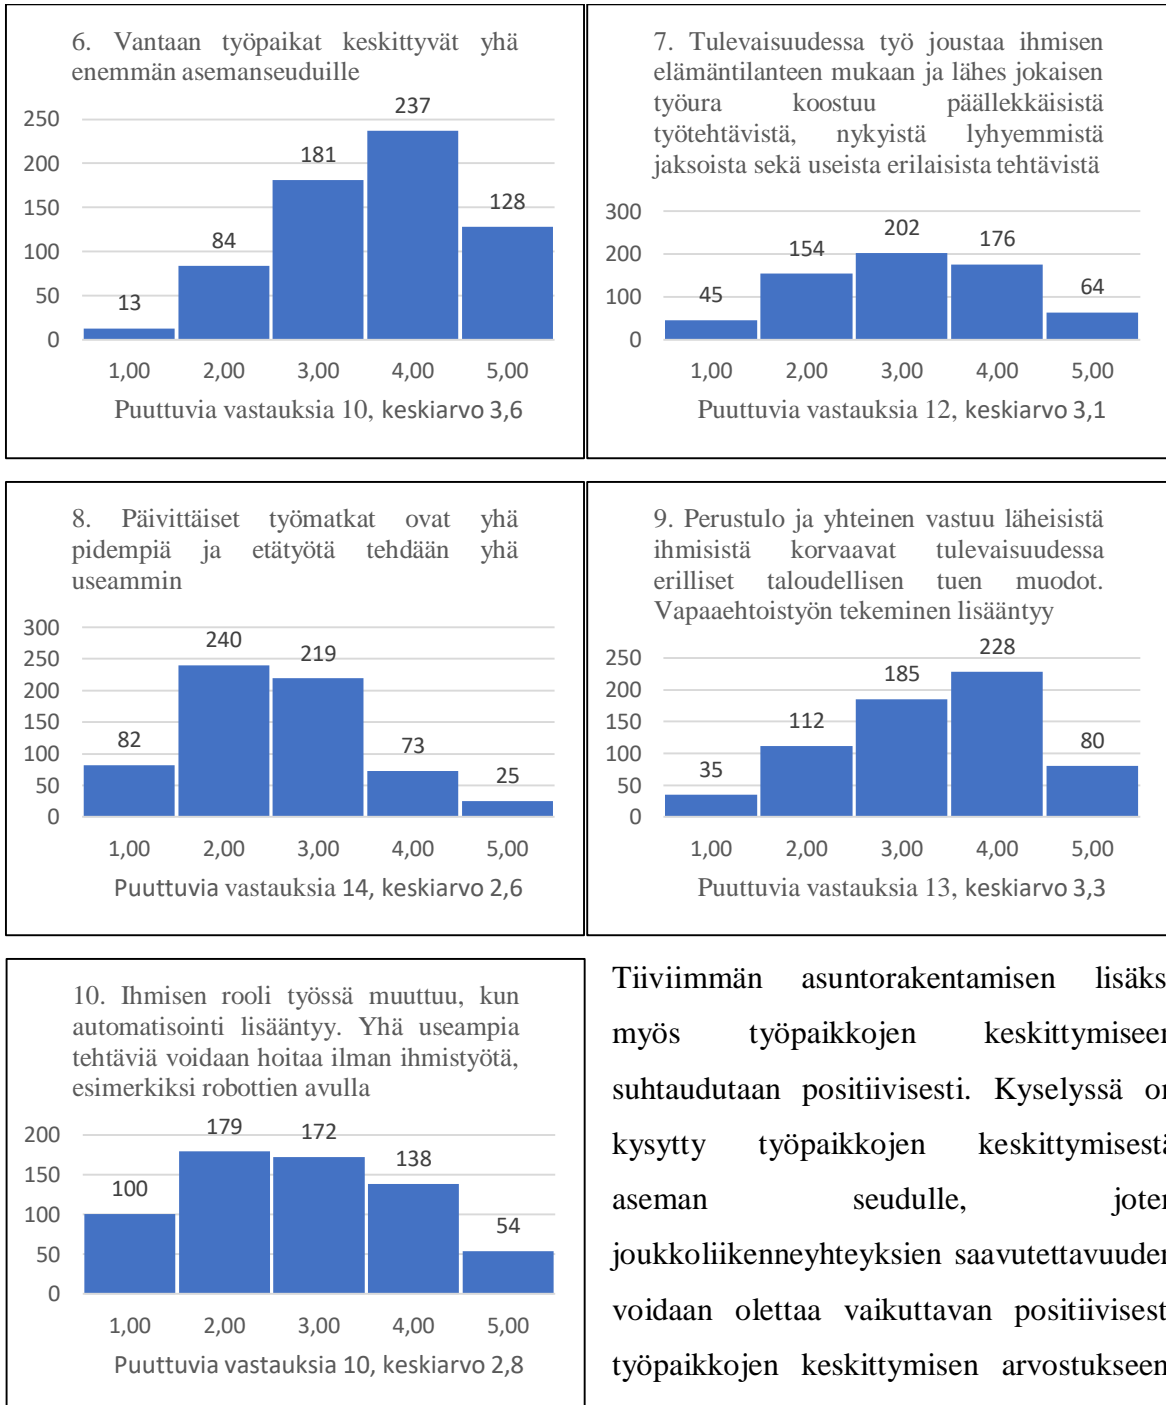 6. Vantaan työpaikat keskittyvät yhä
enemmän asemanseuduille
250
200
150
100
50
0
13
84
181
237
128
1,00 2,00 3,00 4,00 5,00
Puuttuvia vastauksia 10, keskiarvo 3,6
7. Tulevaisuudessa työ joustaa ihmisen
elämäntilanteen mukaan ja lähes jokaisen
työura koostuu päällekkäisistä
työtehtävistä, nykyistä lyhyemmistä
jaksoista sekä useista erilaisista tehtävistä
300
200
100
0
45
154
202
176
64
1,00 2,00 3,00 4,00 5,00
Puuttuvia vastauksia 12, keskiarvo 3,1
8. Päivittäiset työmatkat ovat yhä
pidempiä ja etätyötä tehdään yhä
useammin
300
250
200
150
100
50
0
82
240
219
73
25
1,00 2,00 3,00 4,00 5,00
Puuttuvia vastauksia 14, keskiarvo 2,6
9. Perustulo ja yhteinen vastuu läheisistä
ihmisistä korvaavat tulevaisuudessa
erilliset taloudellisen tuen muodot.
Vapaaehtoistyön tekeminen lisääntyy
250
200
150
100
50
0
35
112
185
228
80
1,00 2,00 3,00 4,00 5,00
Puuttuvia vastauksia 13, keskiarvo 3,3
10. Ihmisen rooli työssä muuttuu, kun
automatisointi lisääntyy. Yhä useampia
tehtäviä voidaan hoitaa ilman ihmistyötä,
esimerkiksi robottien avulla
200
150
100
50
0
100
179
172
138
54
1,00 2,00 3,00 4,00 5,00
Puuttuvia vastauksia 10, keskiarvo 2,8
Tiiviimmän asuntorakentamisen lisäks
myös työpaikkojen keskittymiseen
suhtaudutaan positiivisesti. Kyselyssä on
kysytty työpaikkojen keskittymisestä
aseman seudulle, joten
joukkoliikenneyhteyksien saavutettavuuden
voidaan olettaa vaikuttavan positiivisest
työpaikkojen keskittymisen arvostukseen